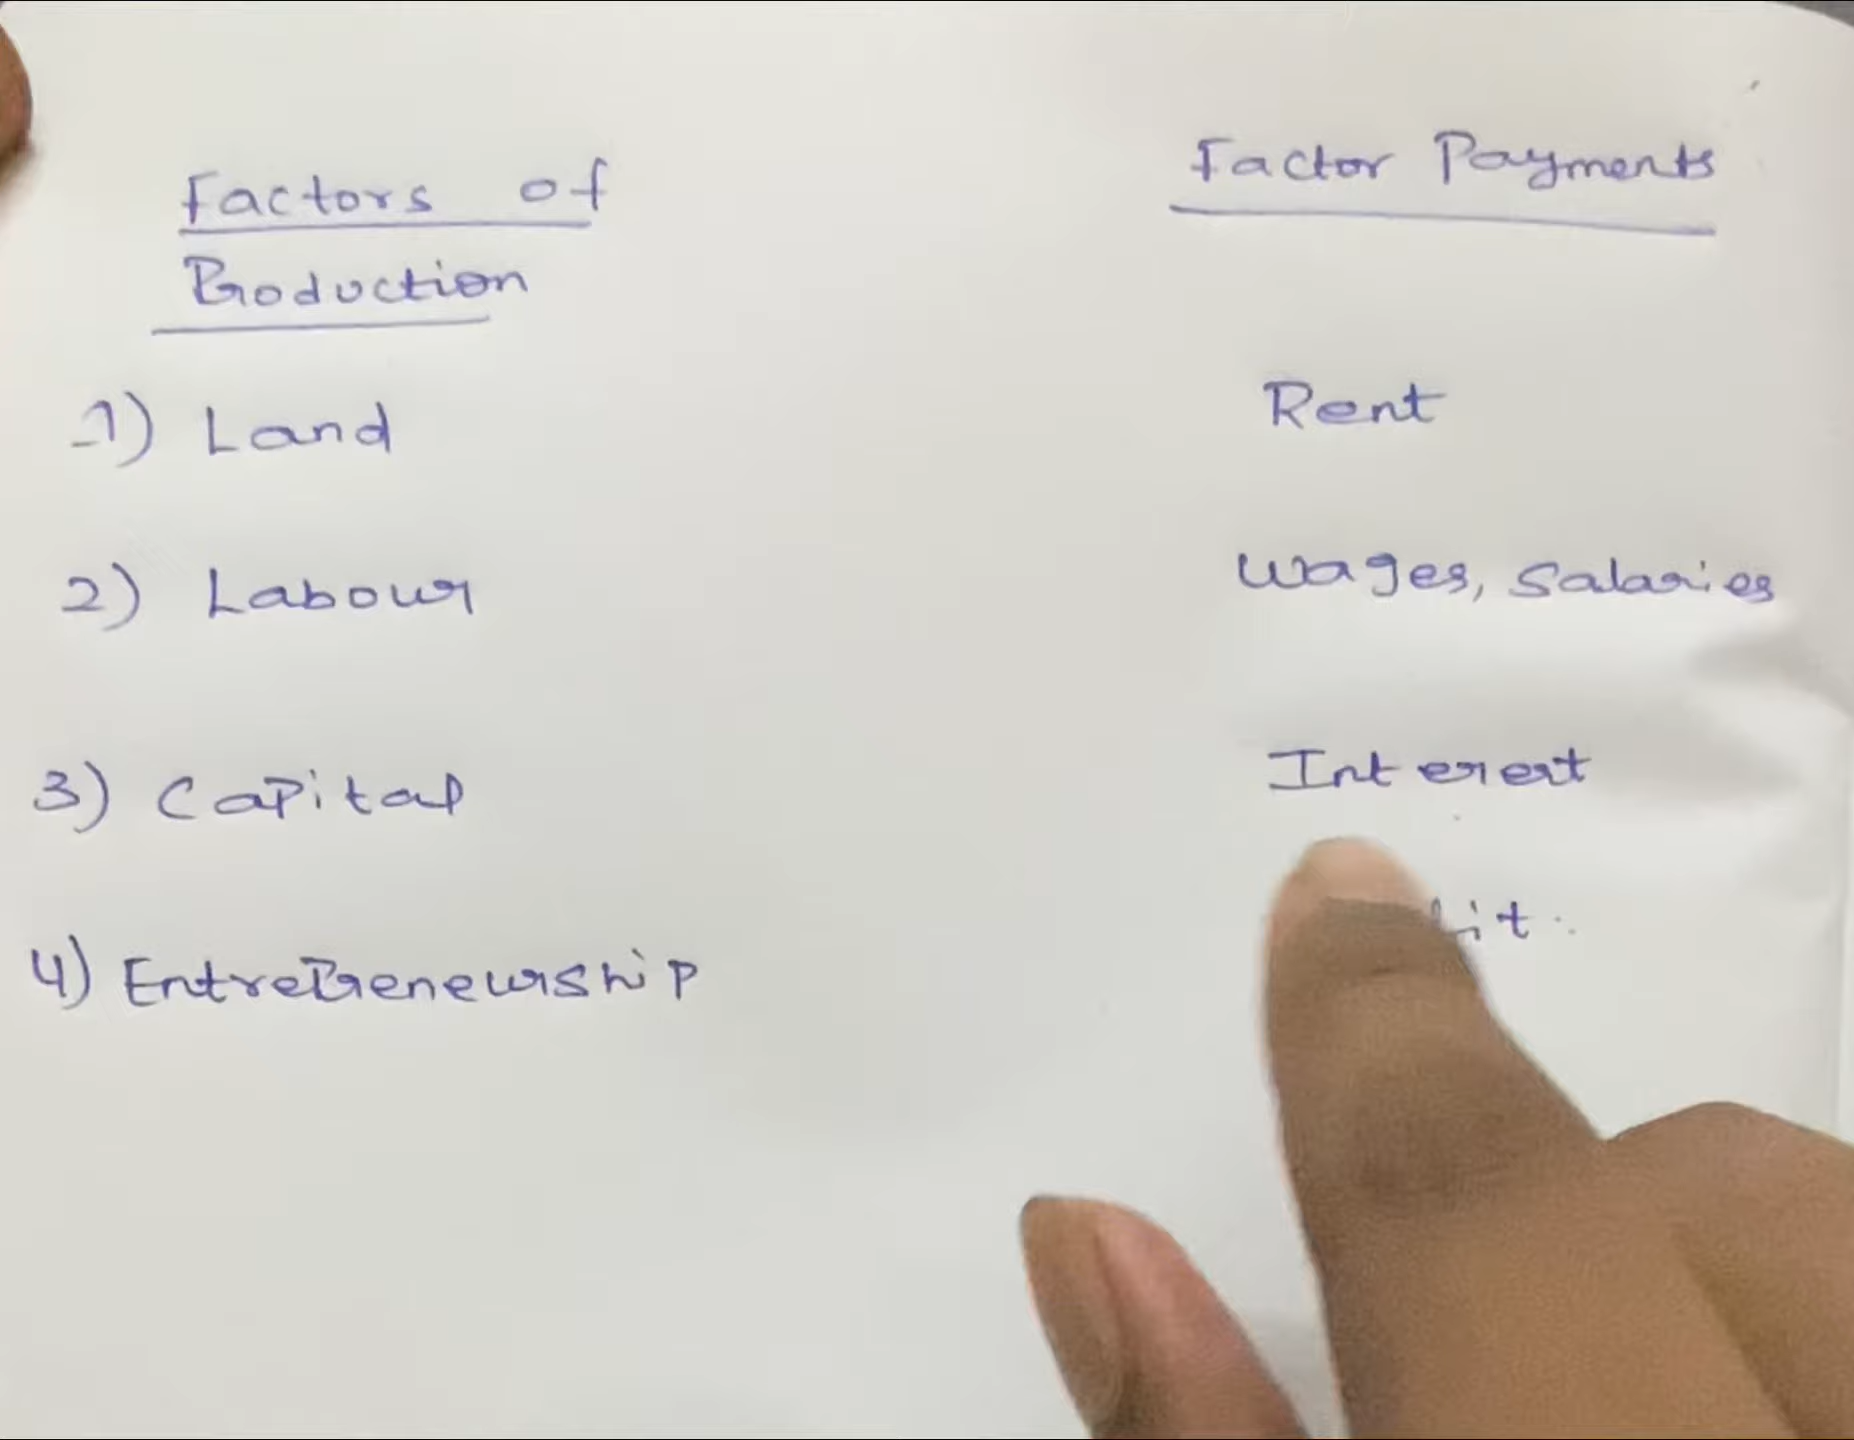 Factors of
Production
Factor Payments
1) Land
Rent
2) Labour
Wages, Salaries
3) Capital
Interest
4) Entrepreneurship